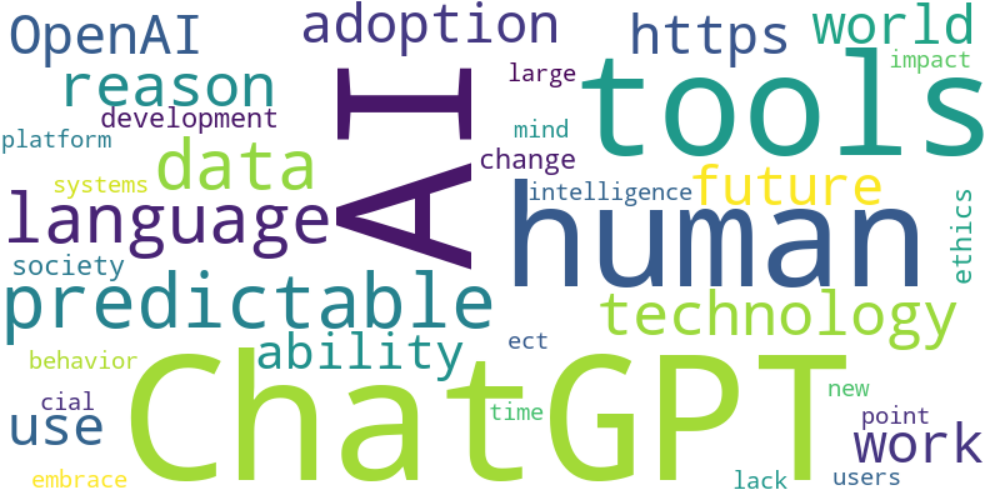 OpenAI
adoption
https
world
reason
large
tools
impact
development
AI
platform
mind
data
change
systems
intelligence
future
language
human
ethics
society
predictable
technology
ability
ect
behavior
ChatGPT
new
cial
time
point
use
work
embrace
lack
users